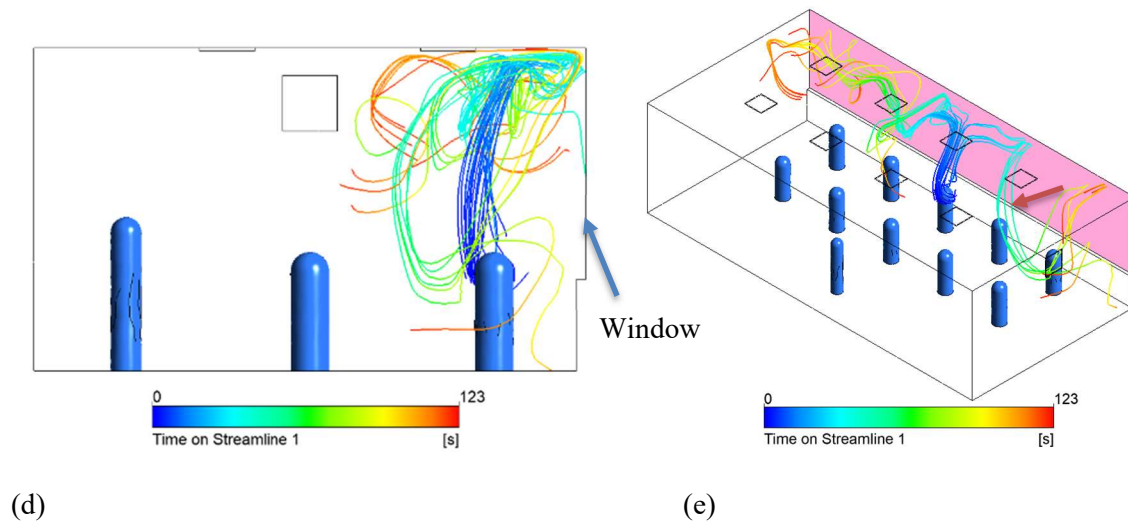 Window
0 123
Time on Streamline 1 [s]
0 123
Time on Streamline 1 [s]
(d) (e)